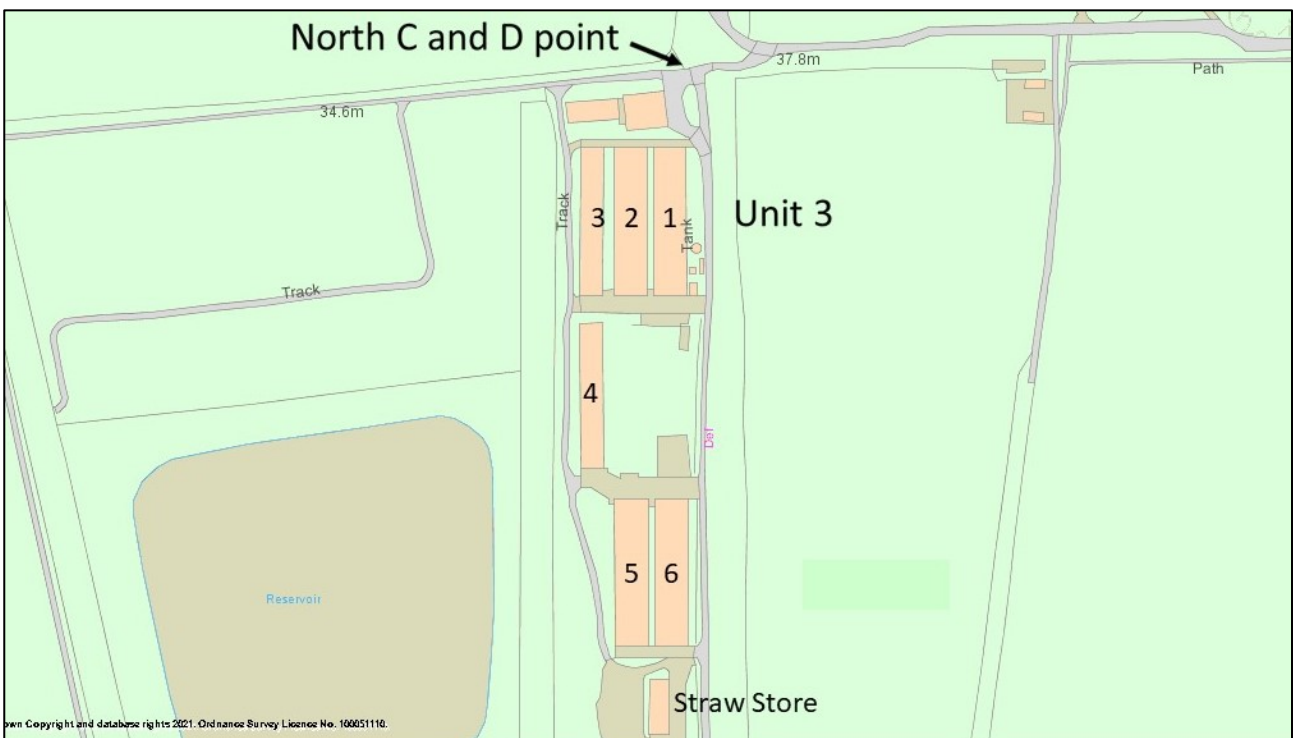 North C and D point
37.8m
Path
34.6m
Track
3
2
1
Tank
Unit 3
Track
4
Def
5
6
Reservoir
Straw Store
own Copyright and database rights 2021. Ordnance Survey Licence No. 100051110.